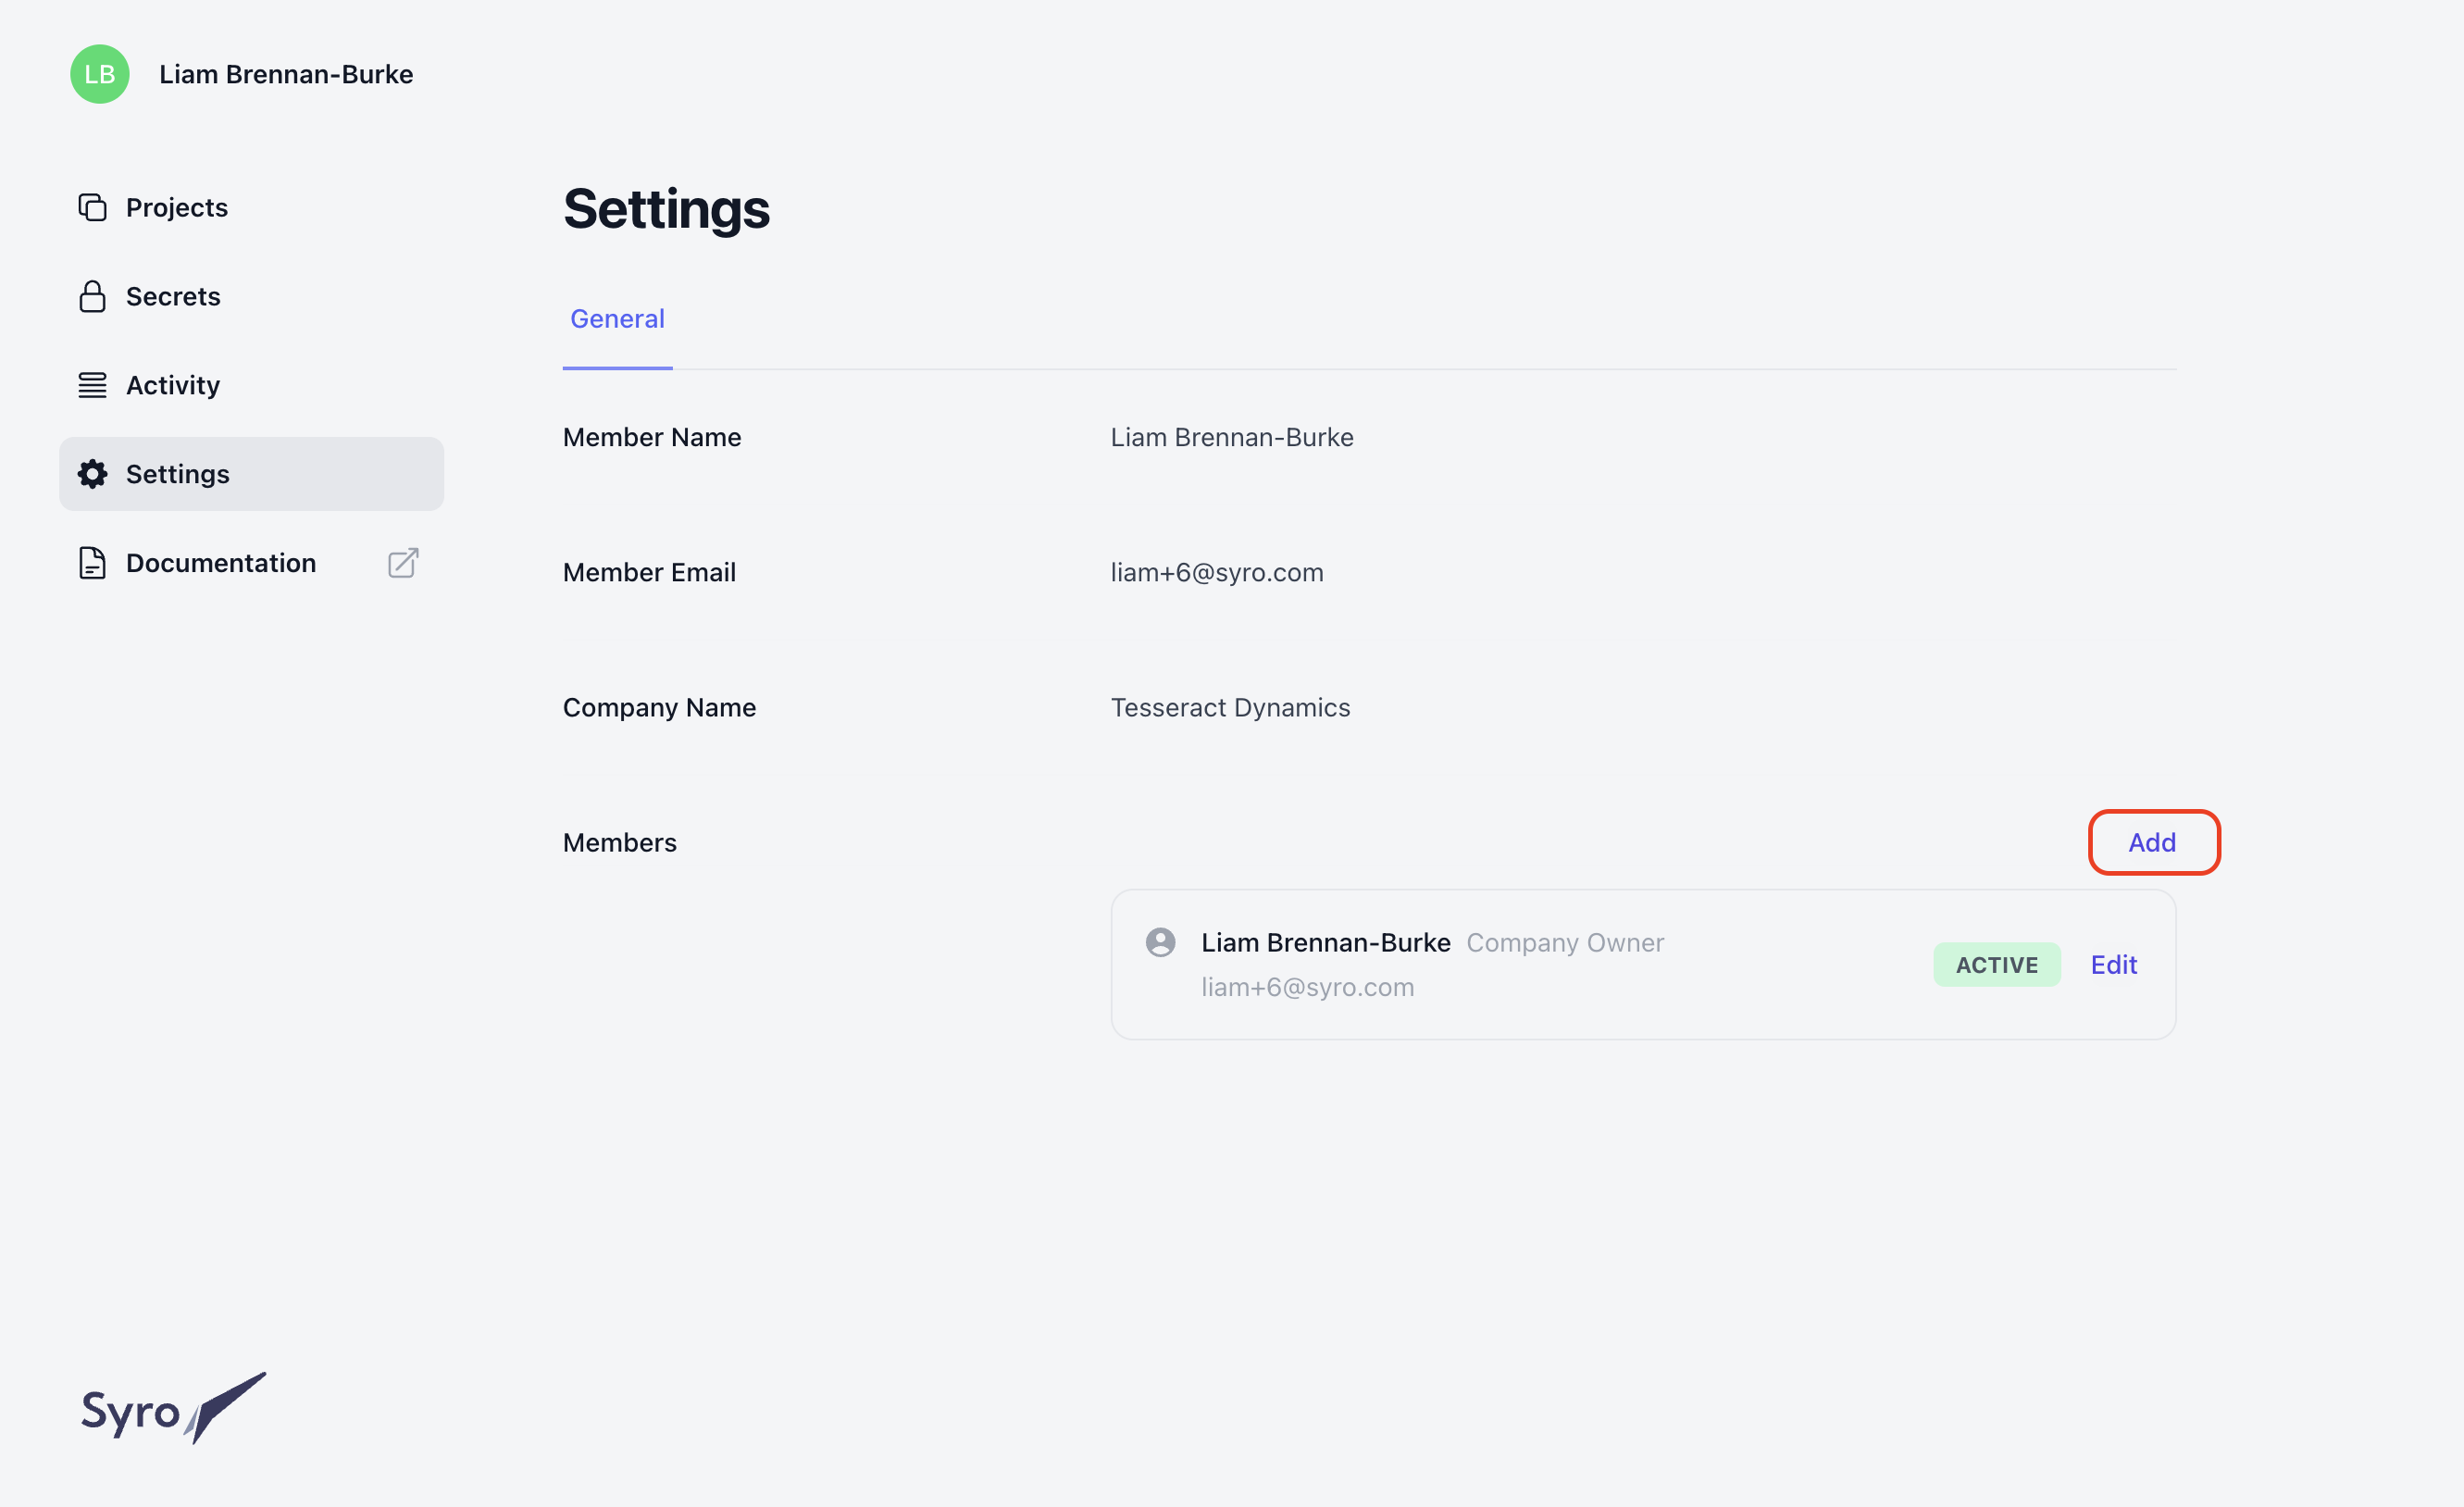 LB
Liam Brennan-Burke
Projects
Secrets
Activity
Settings
Documentation
Settings
General
Member Name
Liam Brennan-Burke
Member Email
liam+6@syro.com
Company Name
Tesseract Dynamics
Members
Add
Liam Brennan-Burke Company Owner
liam+6@syro.com
ACTIVE
Edit
Syro